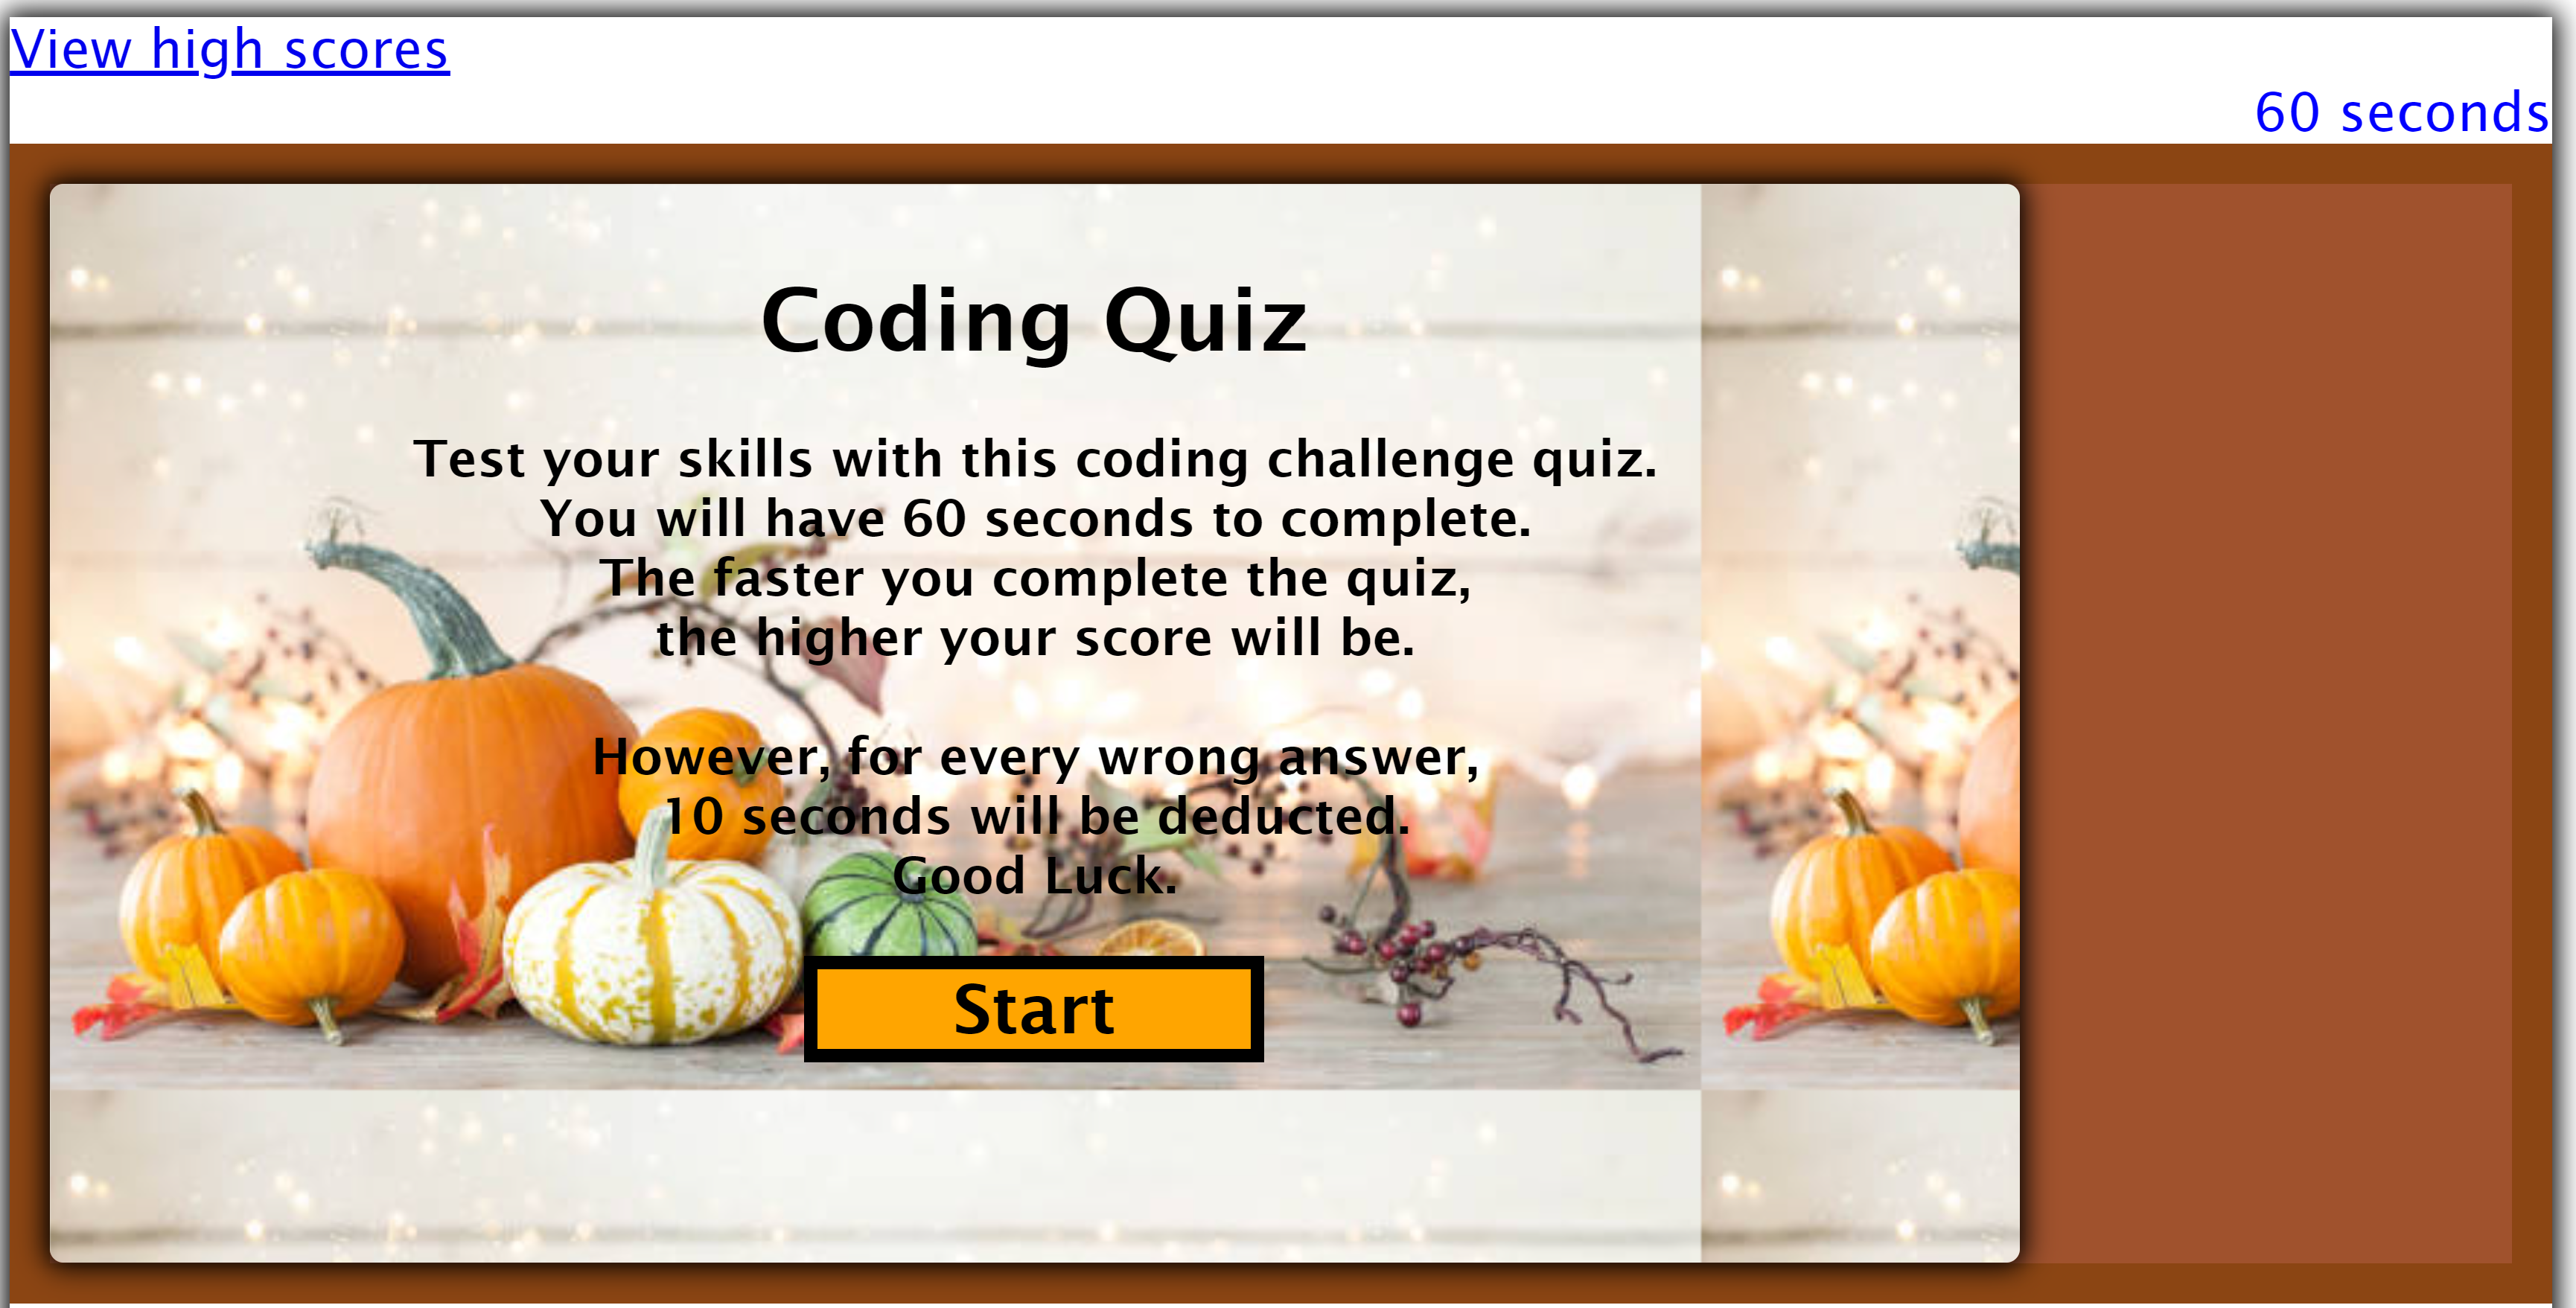 View high scores
60 seconds
Coding Quiz
Test your skills with this coding challenge quiz.
You will have 60 seconds to complete.
The faster you complete the quiz,
the higher your score will be.
However, for every wrong answer,
10 seconds will be deducted.
Good Luck.
Start